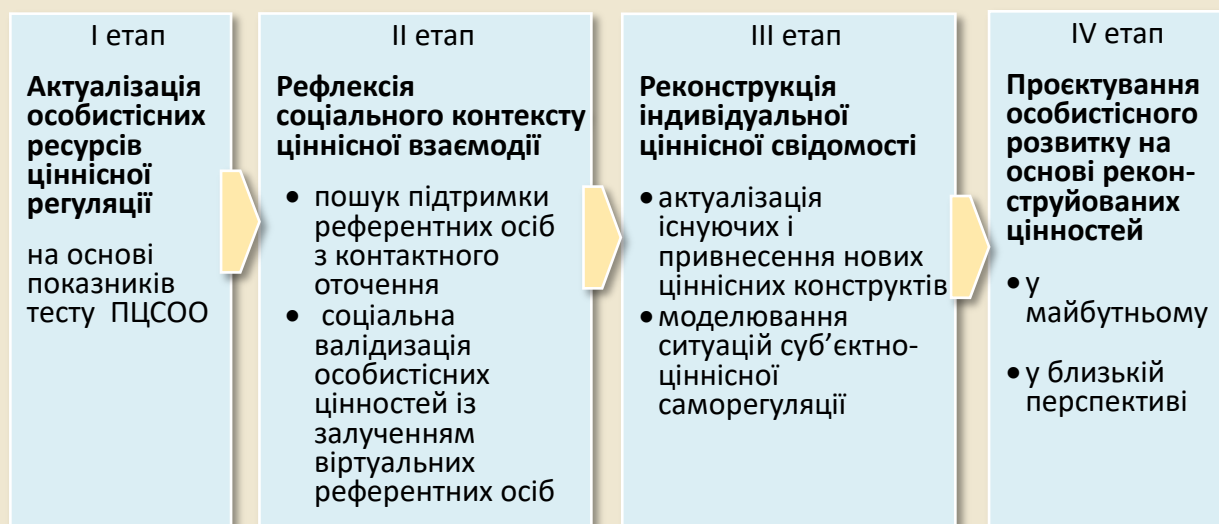 І етап
Актуалізація
особистісних
ресурсів
ціннісної
регуляції
на основі
показників
тесту ПЦСОО
ІІ етап
Рефлексія
соціального контексту
ціннісної взаємодії
• пошук підтримки
референтних осіб
з контактного
оточення
• соціальна
валідизація
особистісних
цінностей із
залученням
віртуальних
референтних осіб
ІІІ етап
Реконструкція
індивідуальної
ціннісної свідомості
• актуалізація
існуючих і
привнесення нових
ціннісних конструктів
• моделювання
ситуацій суб’єктно-
ціннісної
саморегуляції
IV етап
Проєктування
особистісного
розвитку на
основі рекон-
струйованих
цінностей
• у
майбутньому
• у близькій
перспективі